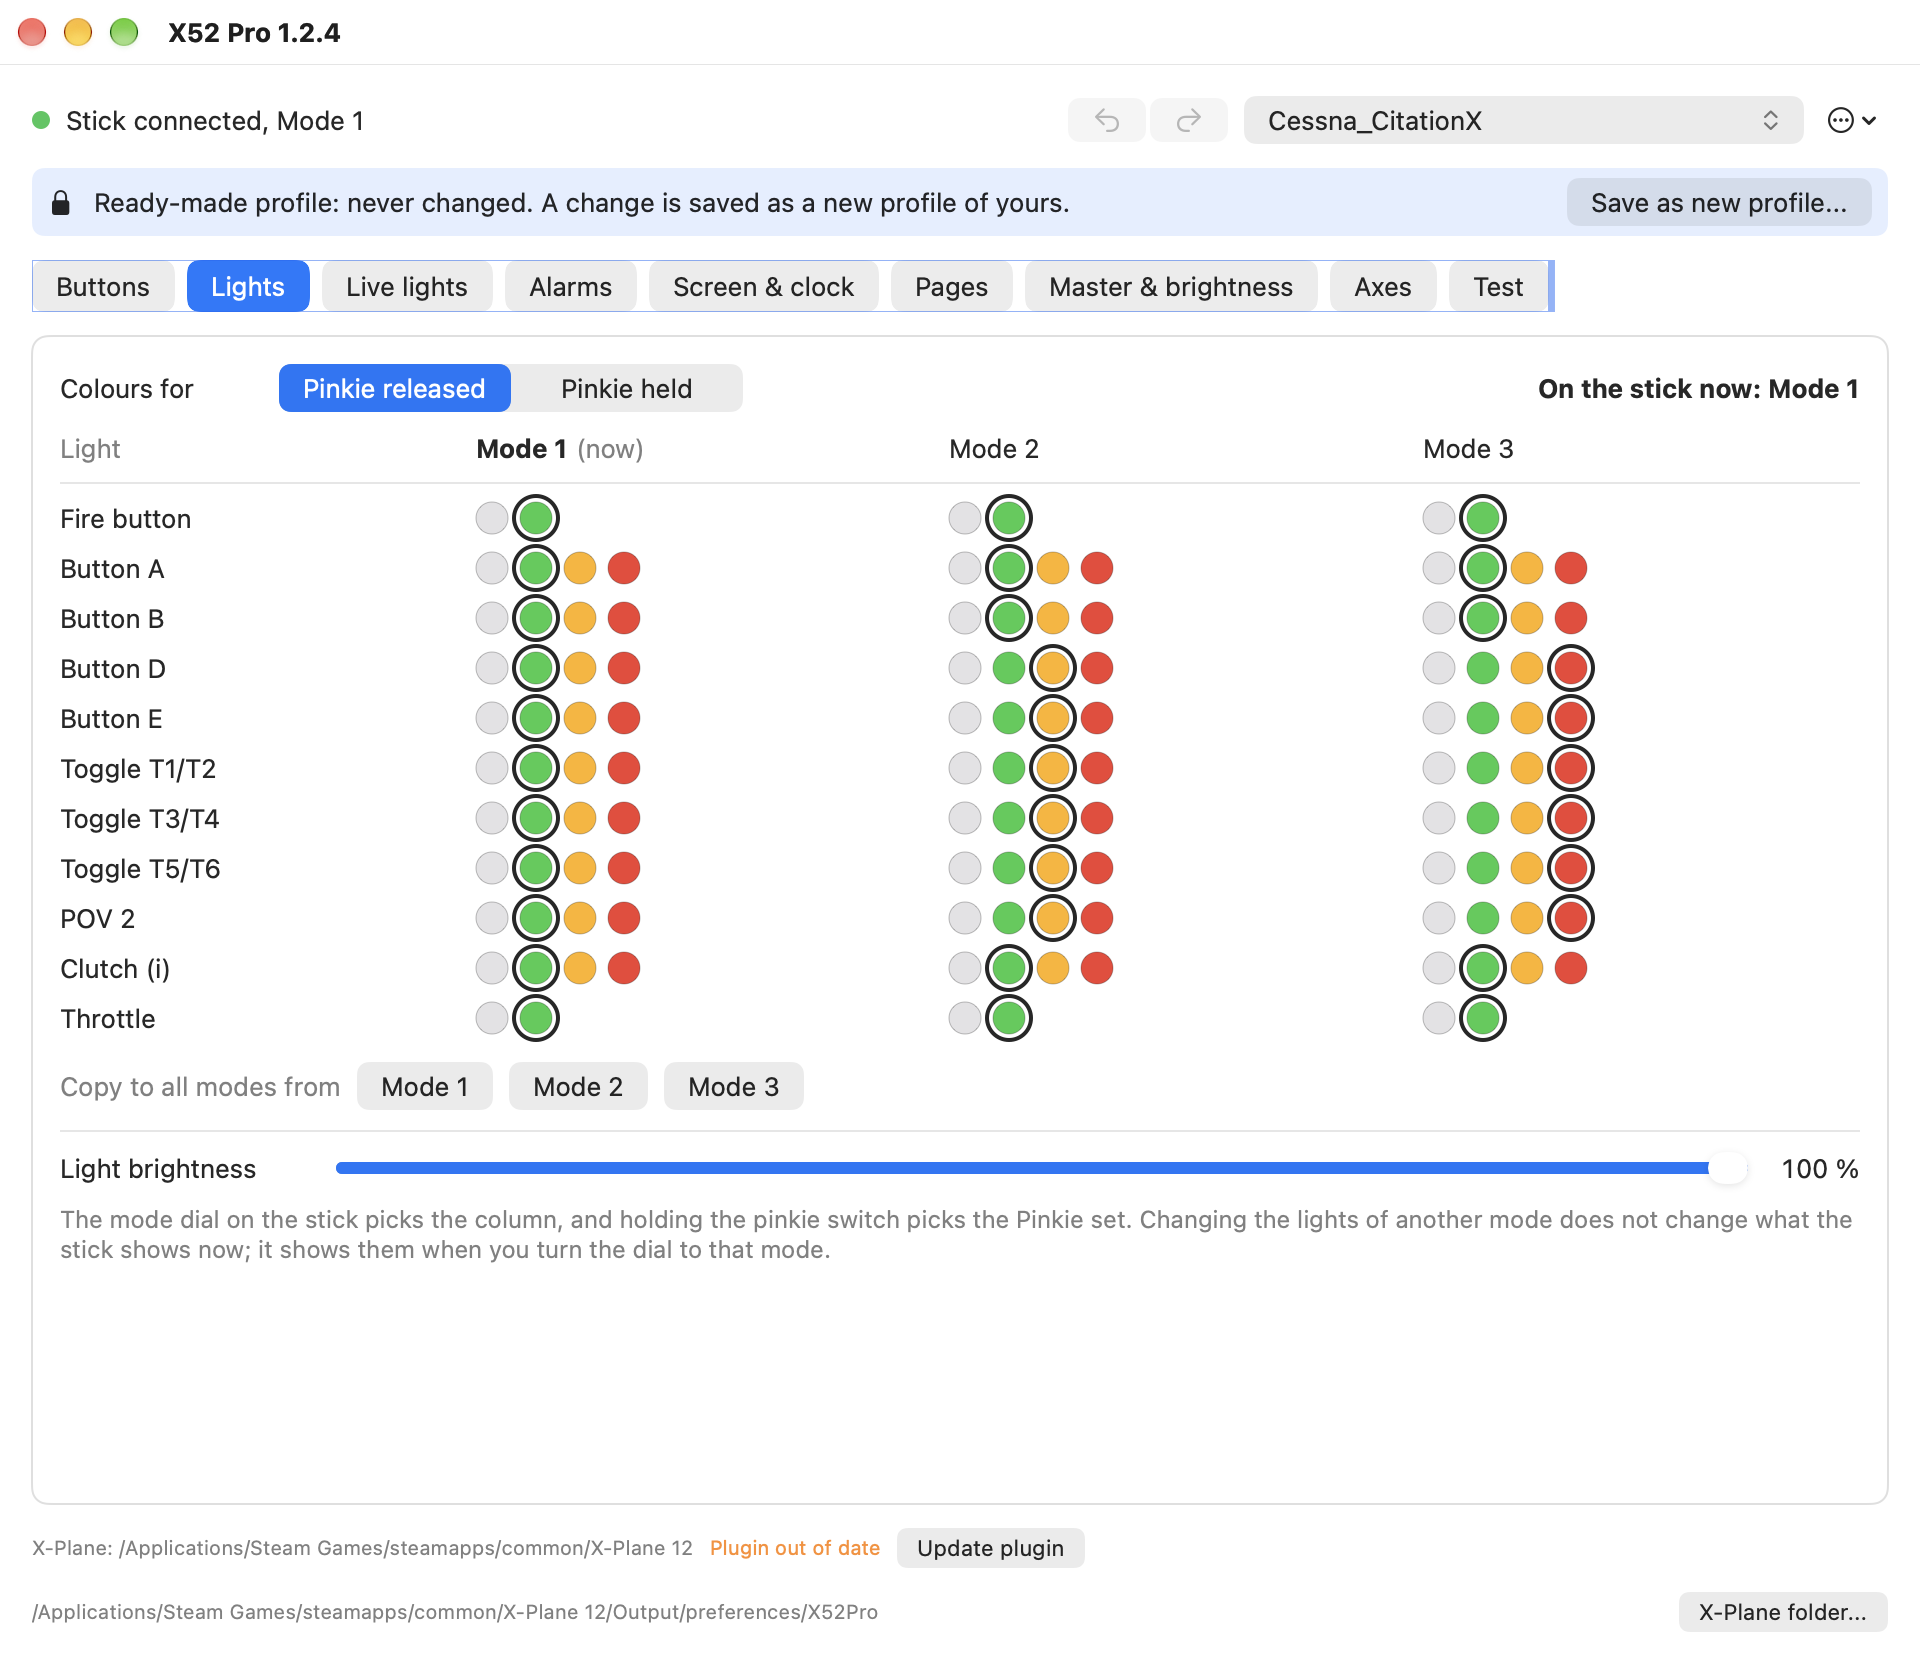 X52 Pro 1.2.4
Stick connected, Mode 1
Cessna_CitationX
Ready-made profile: never changed. A change is saved as a new profile of yours.
Save as new profile...
Buttons Lights Live lights Alarms Screen & clock Pages Master & brightness Axes Test
Colours for Pinkie released Pinkie held On the stick now: Mode 1
Light Mode 1 (now) Mode 2 Mode 3
Fire button
Button A
Button B
Button D
Button E
Toggle T1/T2
Toggle T3/T4
Toggle T5/T6
POV 2
Clutch (i)
Throttle
Copy to all modes from Mode 1 Mode 2 Mode 3
Light brightness 100 %
The mode dial on the stick picks the column, and holding the pinkie switch picks the Pinkie set. Changing the lights of another mode does not change what the
stick shows now; it shows them when you turn the dial to that mode.
X-Plane: /Applications/Steam Games/steamapps/common/X-Plane 12 Plugin out of date Update plugin
/Applications/Steam Games/steamapps/common/X-Plane 12/Output/preferences/X52Pro X-Plane folder...